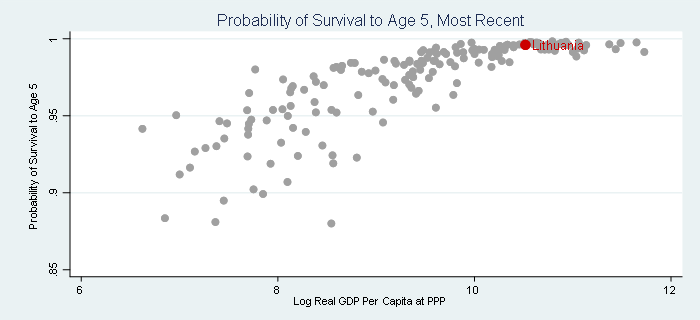 Probability of Survival to Age 5, Most Recent
Probability of Survival to Age 5
1
.95
.9
.85
Lithuania
6
8
10
12
Log Real GDP Per Capita at PPP